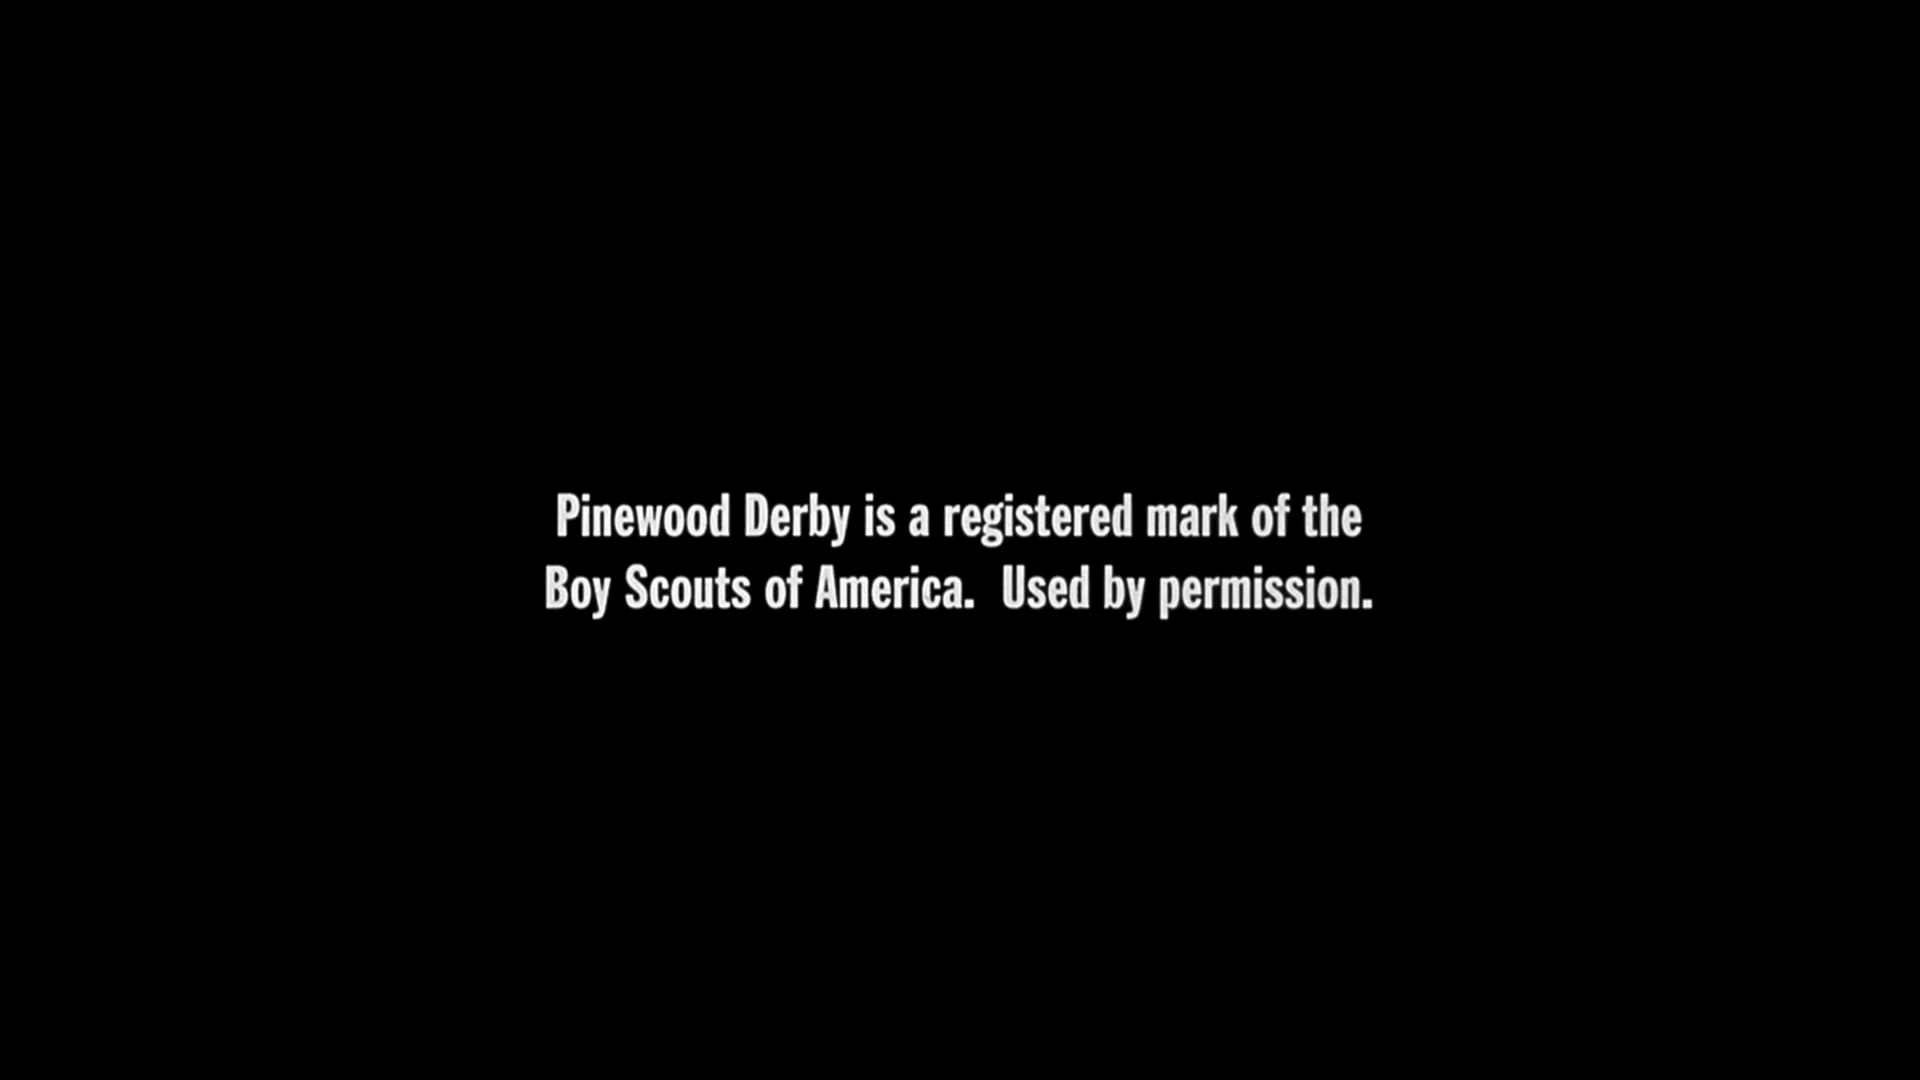 Pinewood Derby is a registered mark of the
Boy Scouts of America.  Used by permission.